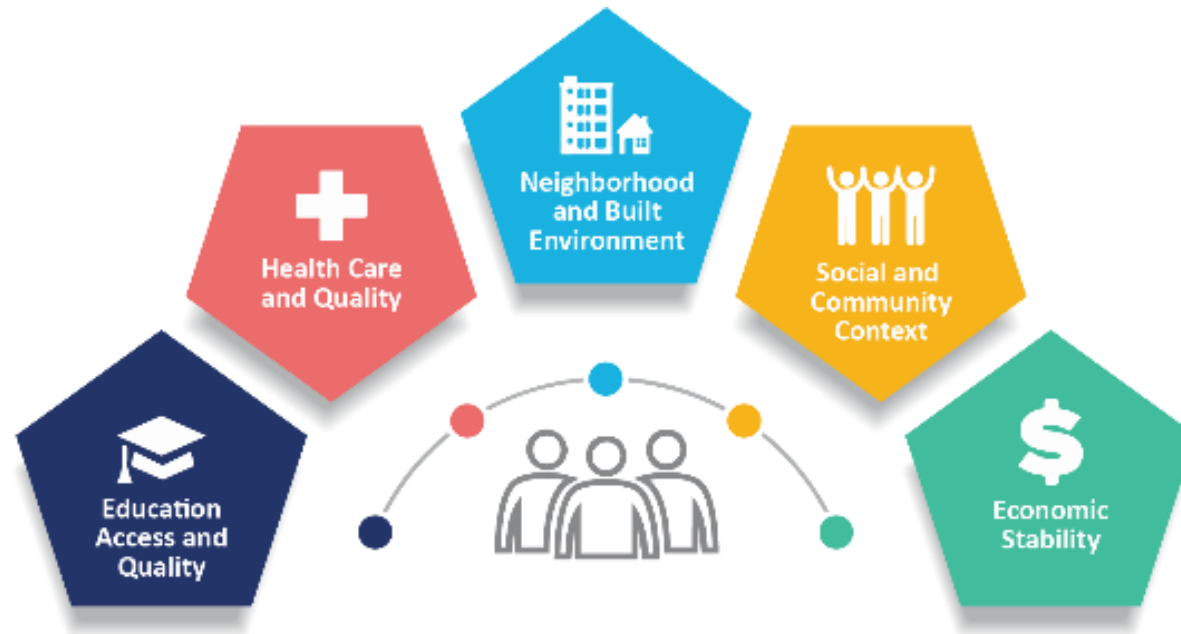 Education
Access and
Quality
Health Care
and Quality
Neighborhood
and Built
Environment
Social and
Community
Context
$
Economic
Stability